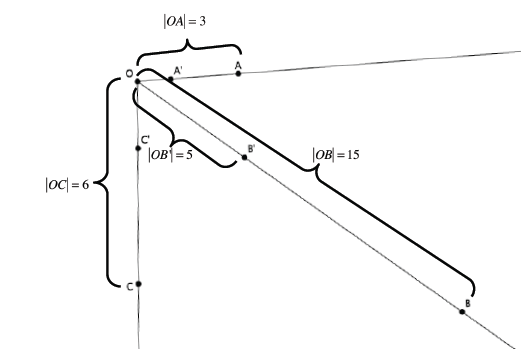 |OA| = 3
O
A'
A
C'
|OB'| = 5
B'
|OB| = 15
|OC| = 6
C
B